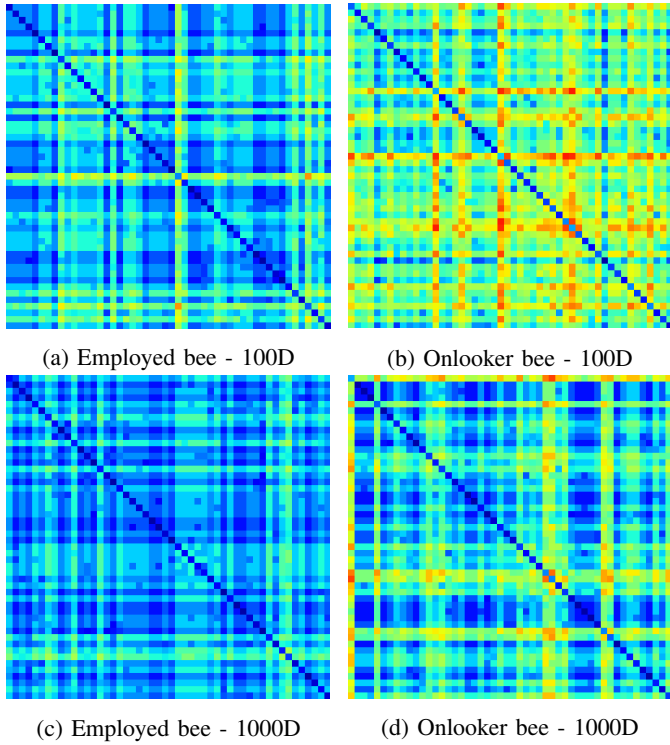 (a) Employed bee - 100D
(b) Onlooker bee - 100D
(c) Employed bee - 1000D
(d) Onlooker bee - 1000D